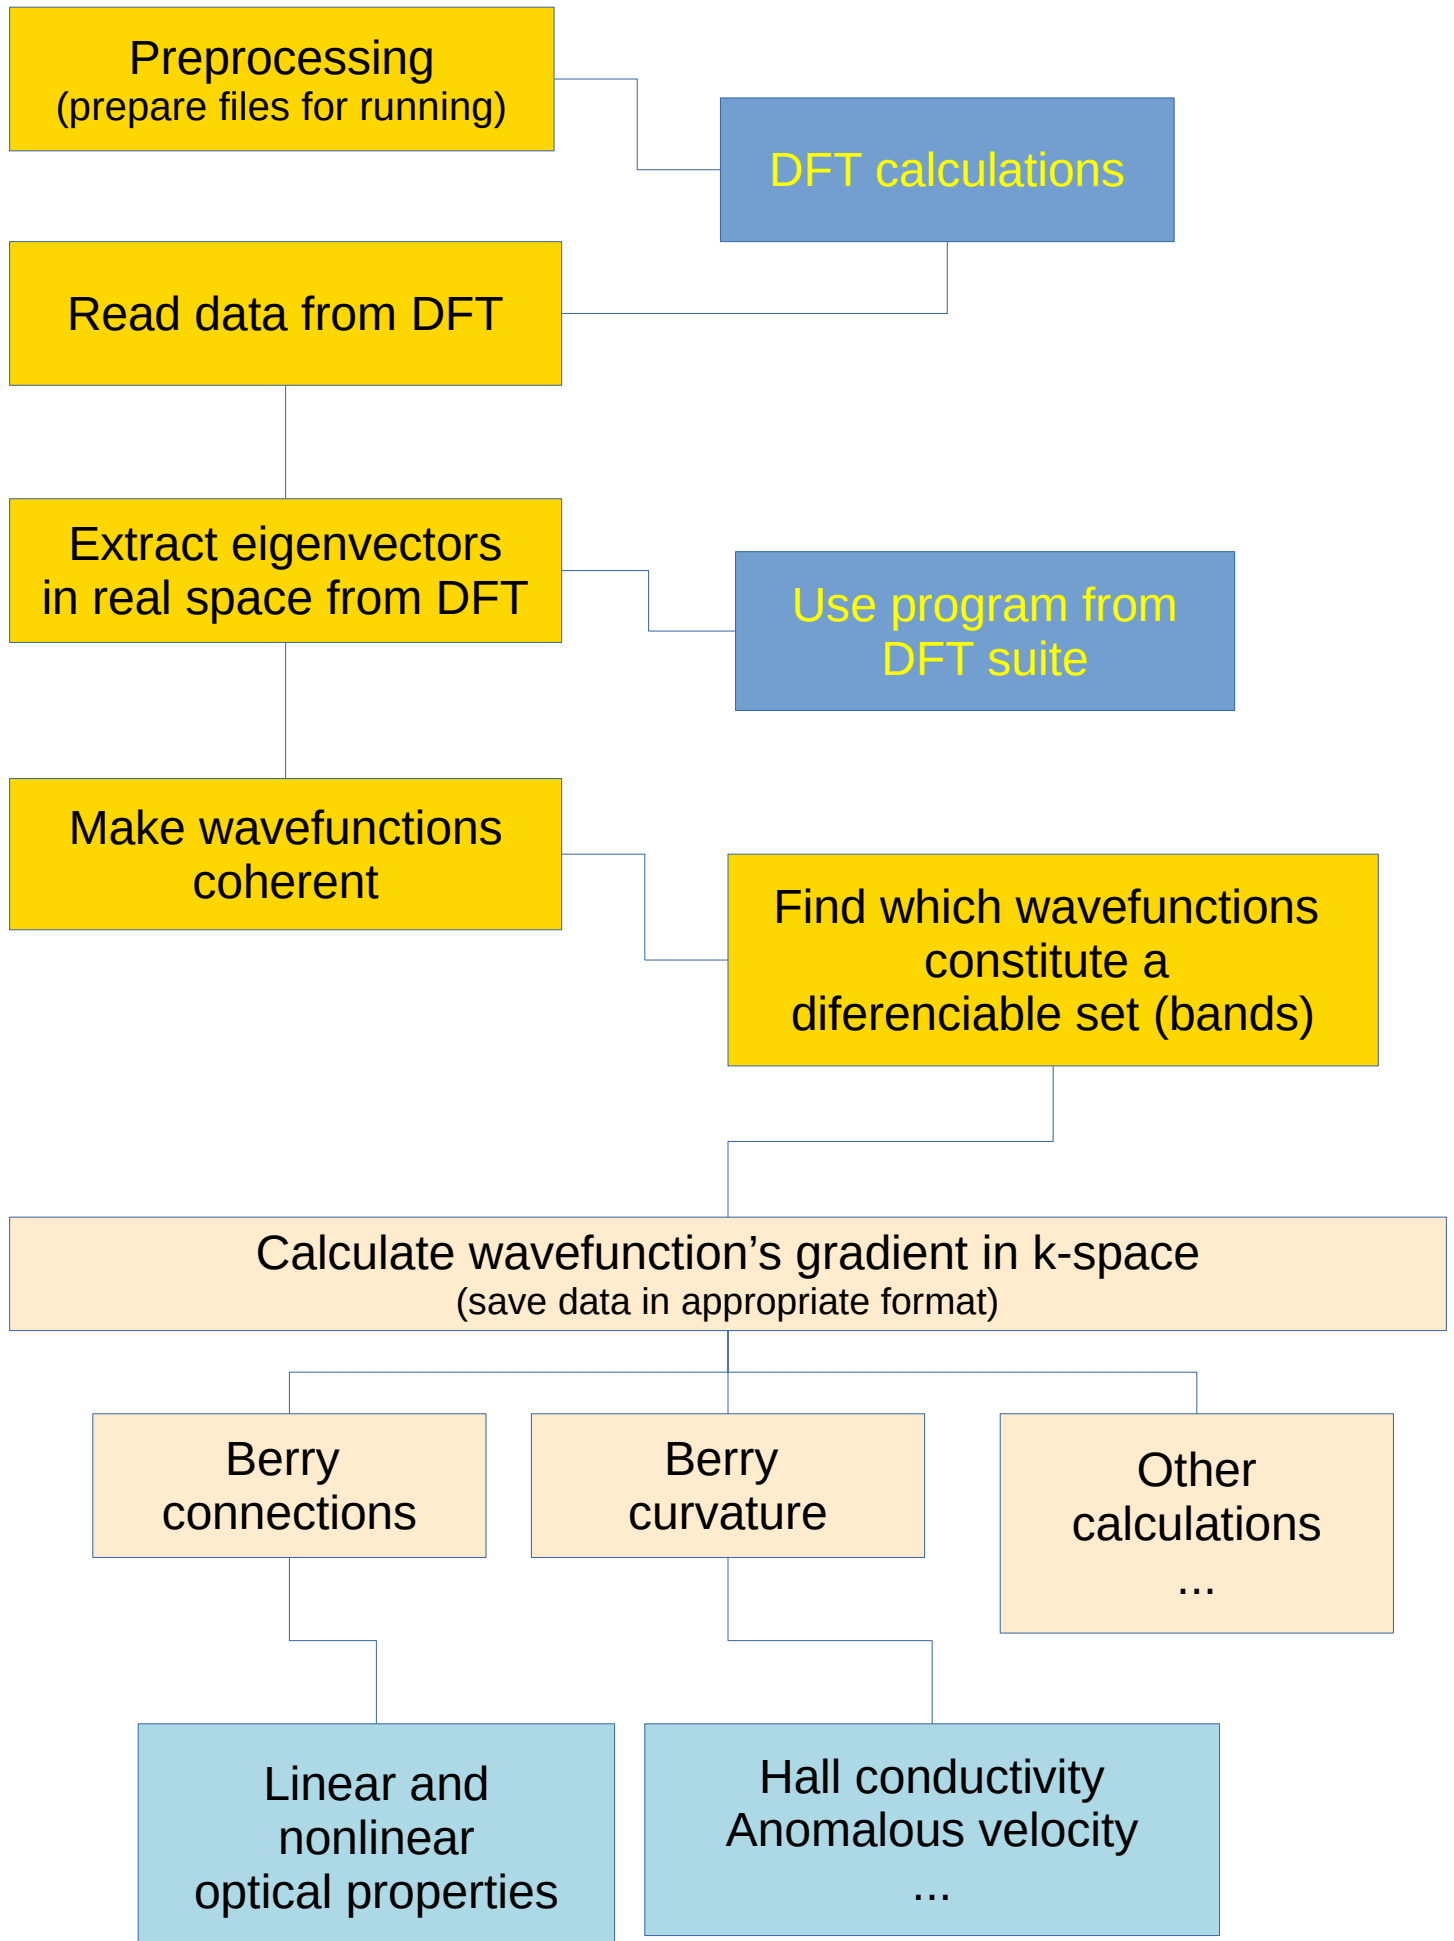 Preprocessing
(prepare files for running)
DFT calculations
Read data from DFT
Extract eigenvectors
in real space from DFT
Use program from
DFT suite
Make wavefunctions
coherent
Find which wavefunctions
constitute a
diferenciable set (bands)
Calculate wavefunction’s gradient in k-space
(save data in appropriate format)
Berry
connections
Berry
curvature
Other
calculations
...
Linear and
nonlinear
optical properties
Hall conductivity
Anomalous velocity
...